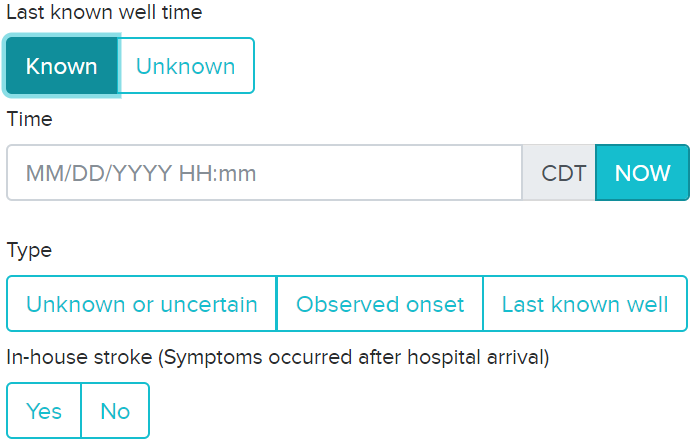 Last known well time
Known Unknown
Time
MM/DD/YYYY HH:mm CDT NOW
Type
Unknown or uncertain Observed onset Last known well
In-house stroke (Symptoms occurred after hospital arrival)
Yes No